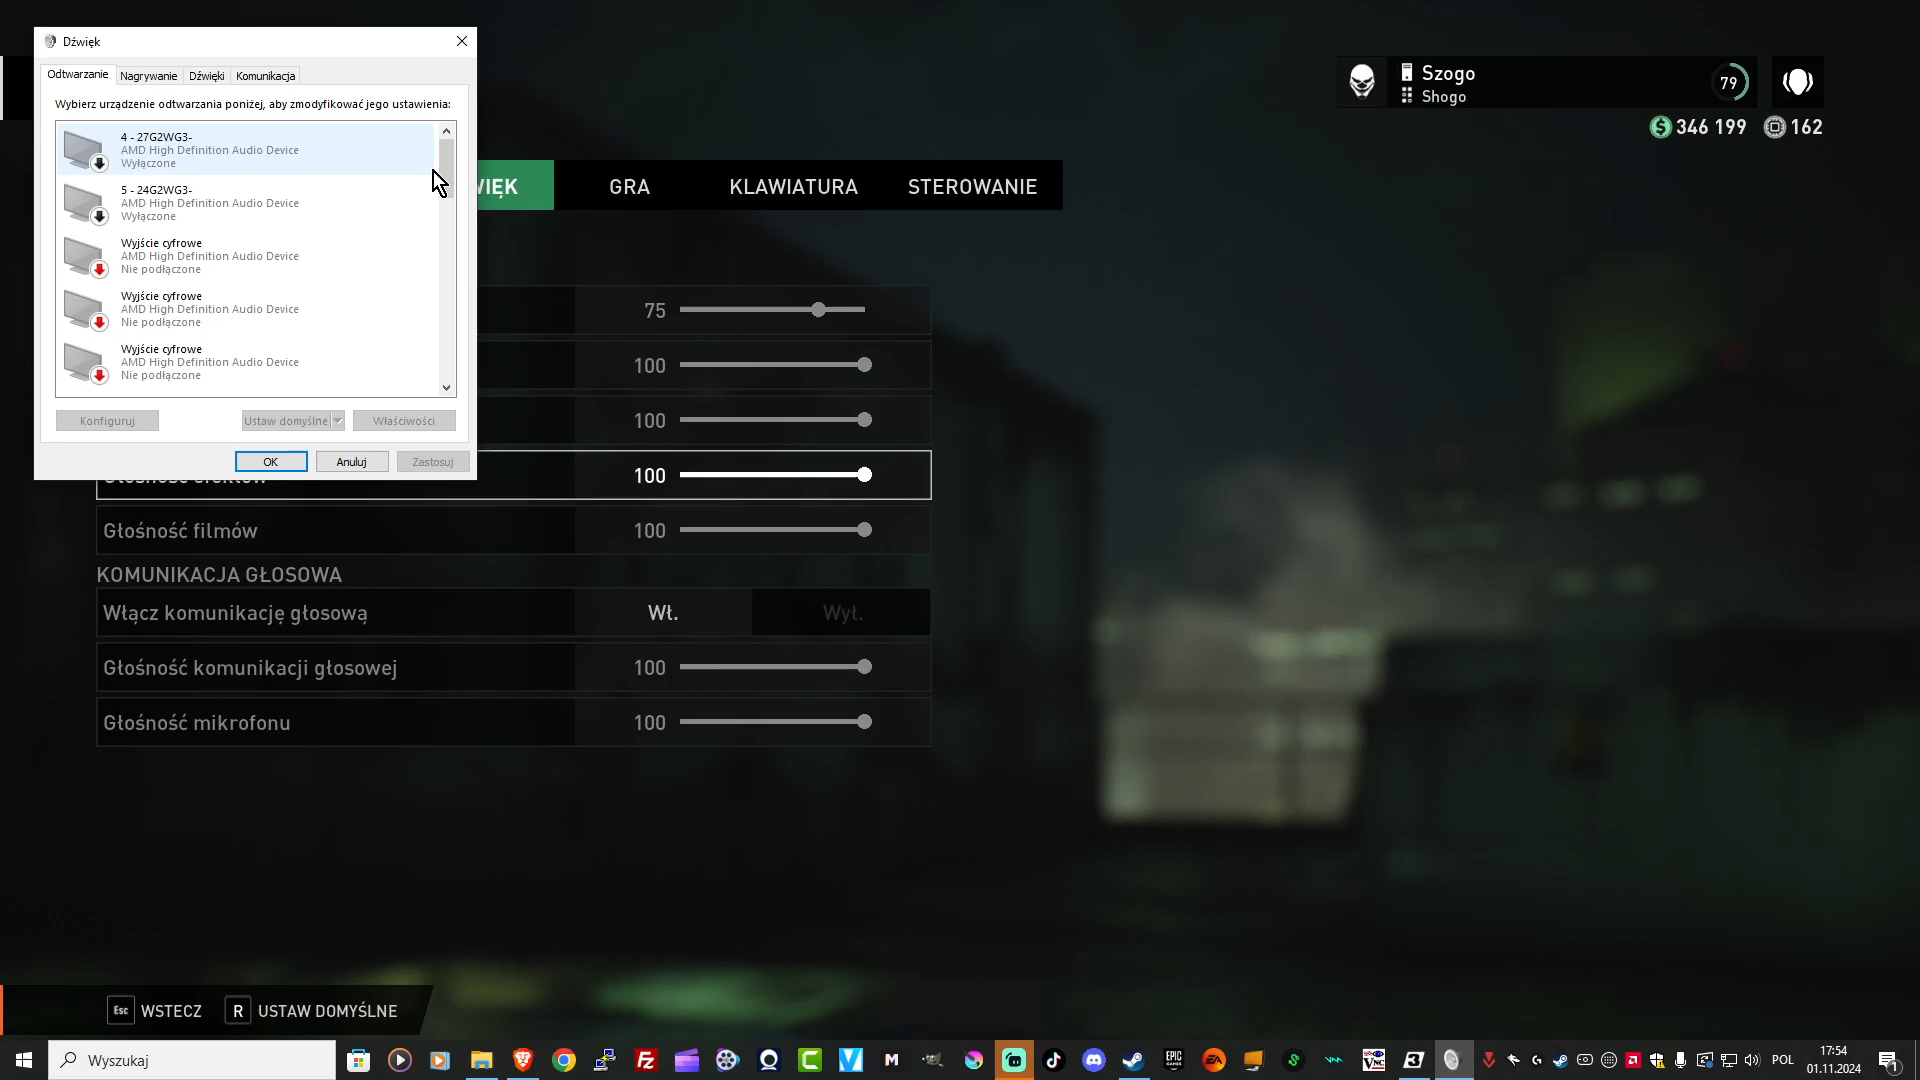 Dźwięk
Odtwarzanie
Nagrywanie
Dźwięki
Komunikacja
Wybierz urządzenie odtwarzania poniżej, aby zmodyfikować jego ustawienia:
4 - 27G2WG3-
AMD High Definition Audio Device
Wyłączone
5 - 24G2WG3-
AMD High Definition Audio Device
Wyłączone
Wyjście cyfrowe
AMD High Definition Audio Device
Nie podłączone
Wyjście cyfrowe
AMD High Definition Audio Device
Nie podłączone
Wyjście cyfrowe
AMD High Definition Audio Device
Nie podłączone
Konfiguruj
Ustaw domyślne
Właściwości
OK
Anuluj
Zastosuj
Szogo
Shogo
79
346 199
162
GRA
KLAWIATURA
STEROWANIE
75
100
100
100
Głośność filmów
100
KOMUNIKACJA GŁOSOWA
Włącz komunikację głosową
Wł.
Wył.
Głośność komunikacji głosowej
100
Głośność mikrofonu
100
Esc WSTECZ
R USTAW DOMYŚLNE
Wyszukaj
POL
17:54
01.11.2024